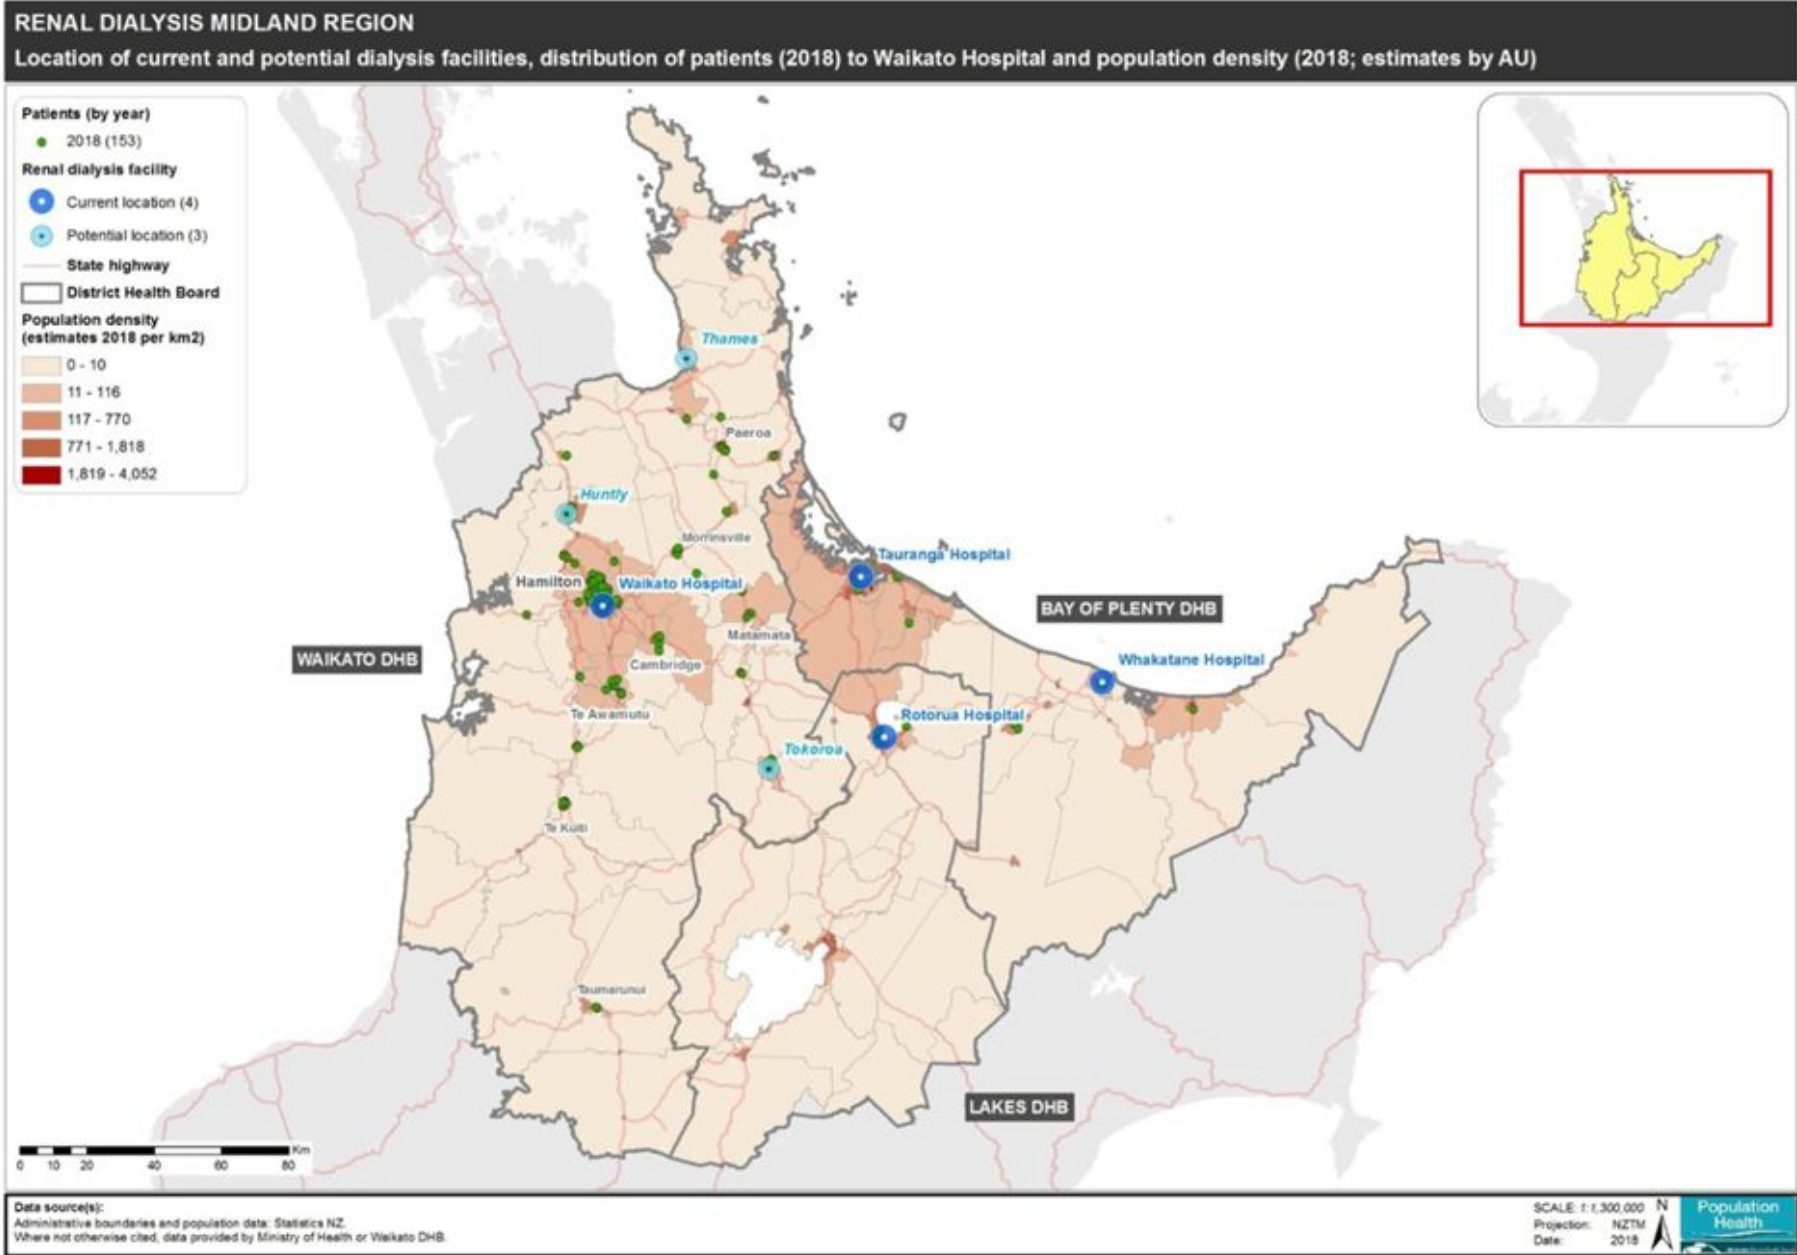 RENAL DIALYSIS MIDLAND REGION
Location of current and potential dialysis facilities, distribution of patients (2018) to Waikato Hospital and population density (2018; estimates by AU)
Patients (by year)
2018 (153)
Renal dialysis facility
Current location (4)
Potential location (3)
State highway
District Health Board
Population density
(estimates 2018 per km2)
0 - 10
11 - 116
117 - 770
771 - 1,818
1,819 - 4,052
Thames
Paeroa
Huntly
Morrinsville
Tauranga Hospital
Hamilton
Waikato Hospital
BAY OF PLENTY DHB
Matamata
WAIKATO DHB
Cambridge
Whakatane Hospital
Te Awamutu
Rotorua Hospital
Tokoroa
Te Kuiti
Taumarunui
LAKES DHB
Km
0 10 20 40 60 80
Data source(s):
Administrative boundaries and population data: Statistics NZ.
Where not otherwise cited, data provided by Ministry of Health or Waikato DHB.
SCALE: 1:1,300,000
Projection: NZTM
Date: 2018
N
Population
Health